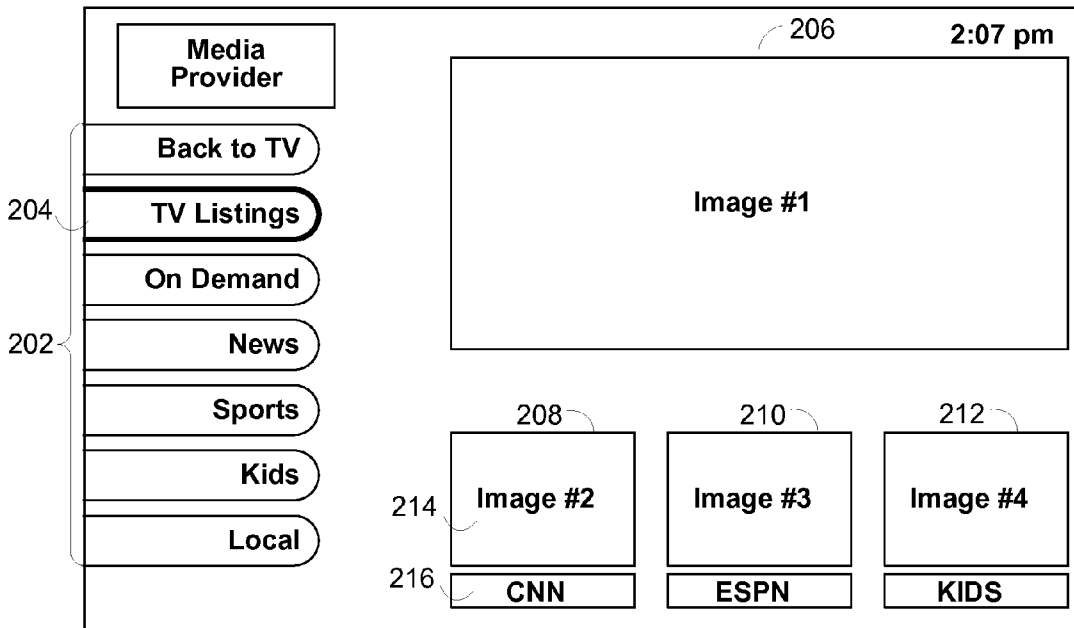 Media
Provider
206
2:07 pm
Back to TV
204
TV Listings
Image #1
On Demand
202
News
Sports
Kids
Local
208
210
212
Image #2
Image #3
Image #4
214
216
CNN
ESPN
KIDS